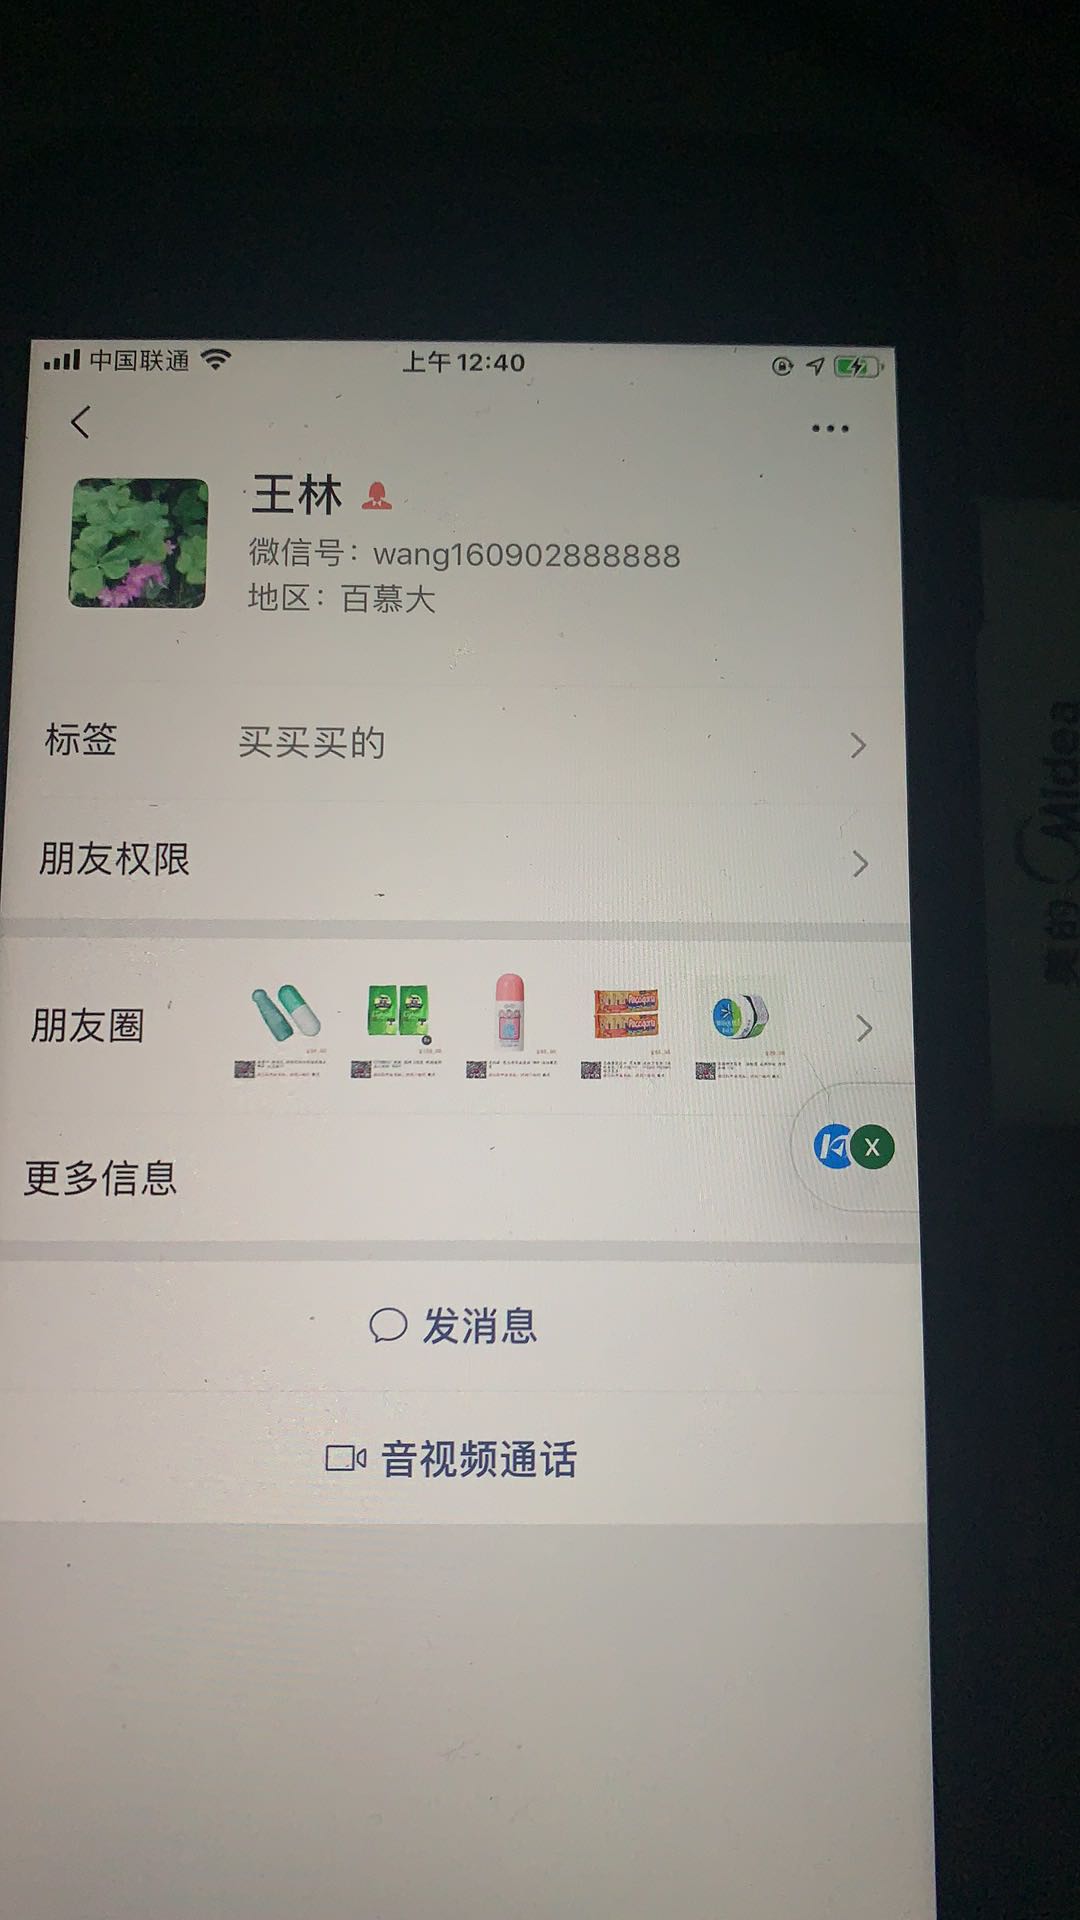 中国联通
上午12:40
王林
微信号：wang160902888888
地区：百慕大
标签
买买买的
朋友权限
朋友圈
更多信息
X
发消息
音视频通话
美的 Midea